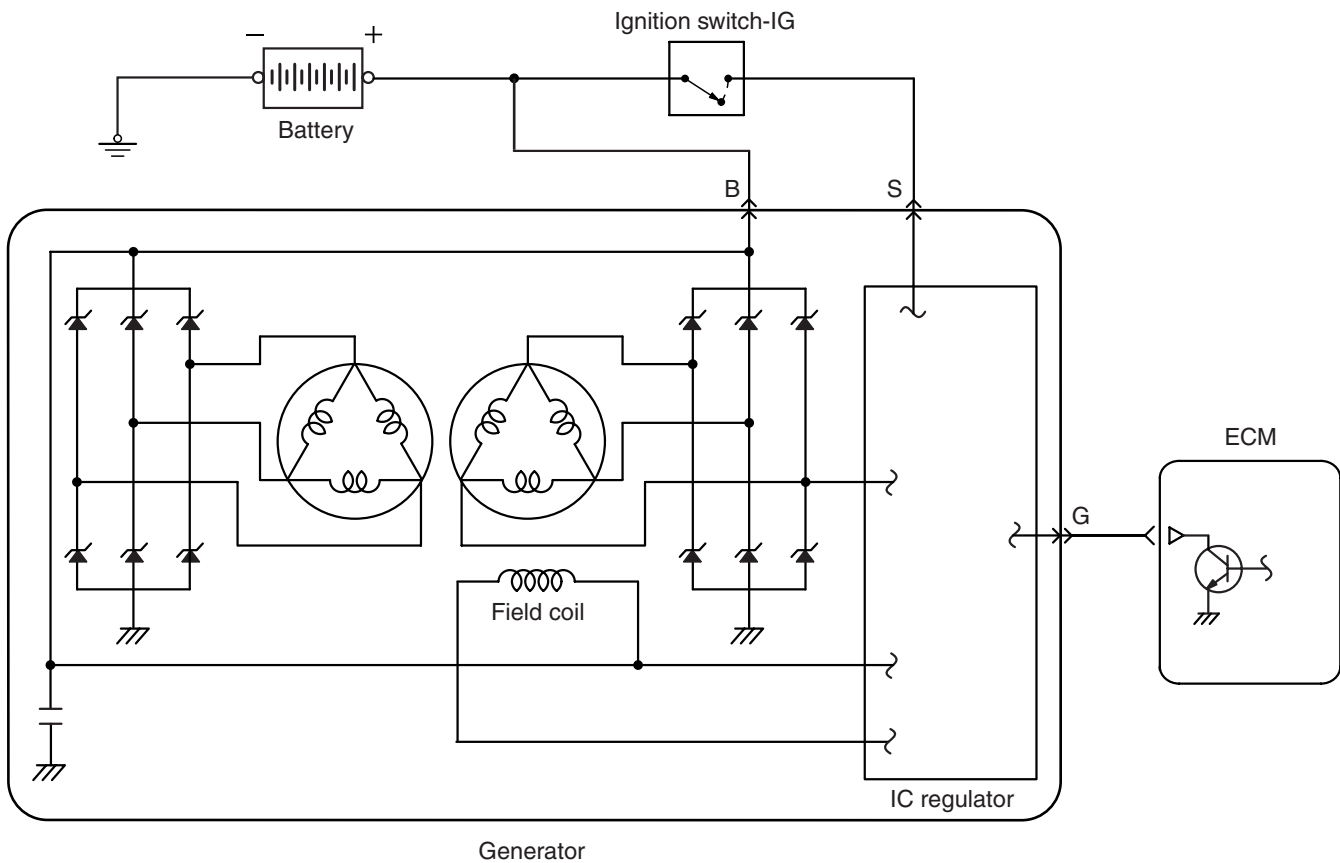 Ignition switch-IG
− +
Battery
B
S
ECM
G
Field coil
IC regulator
Generator